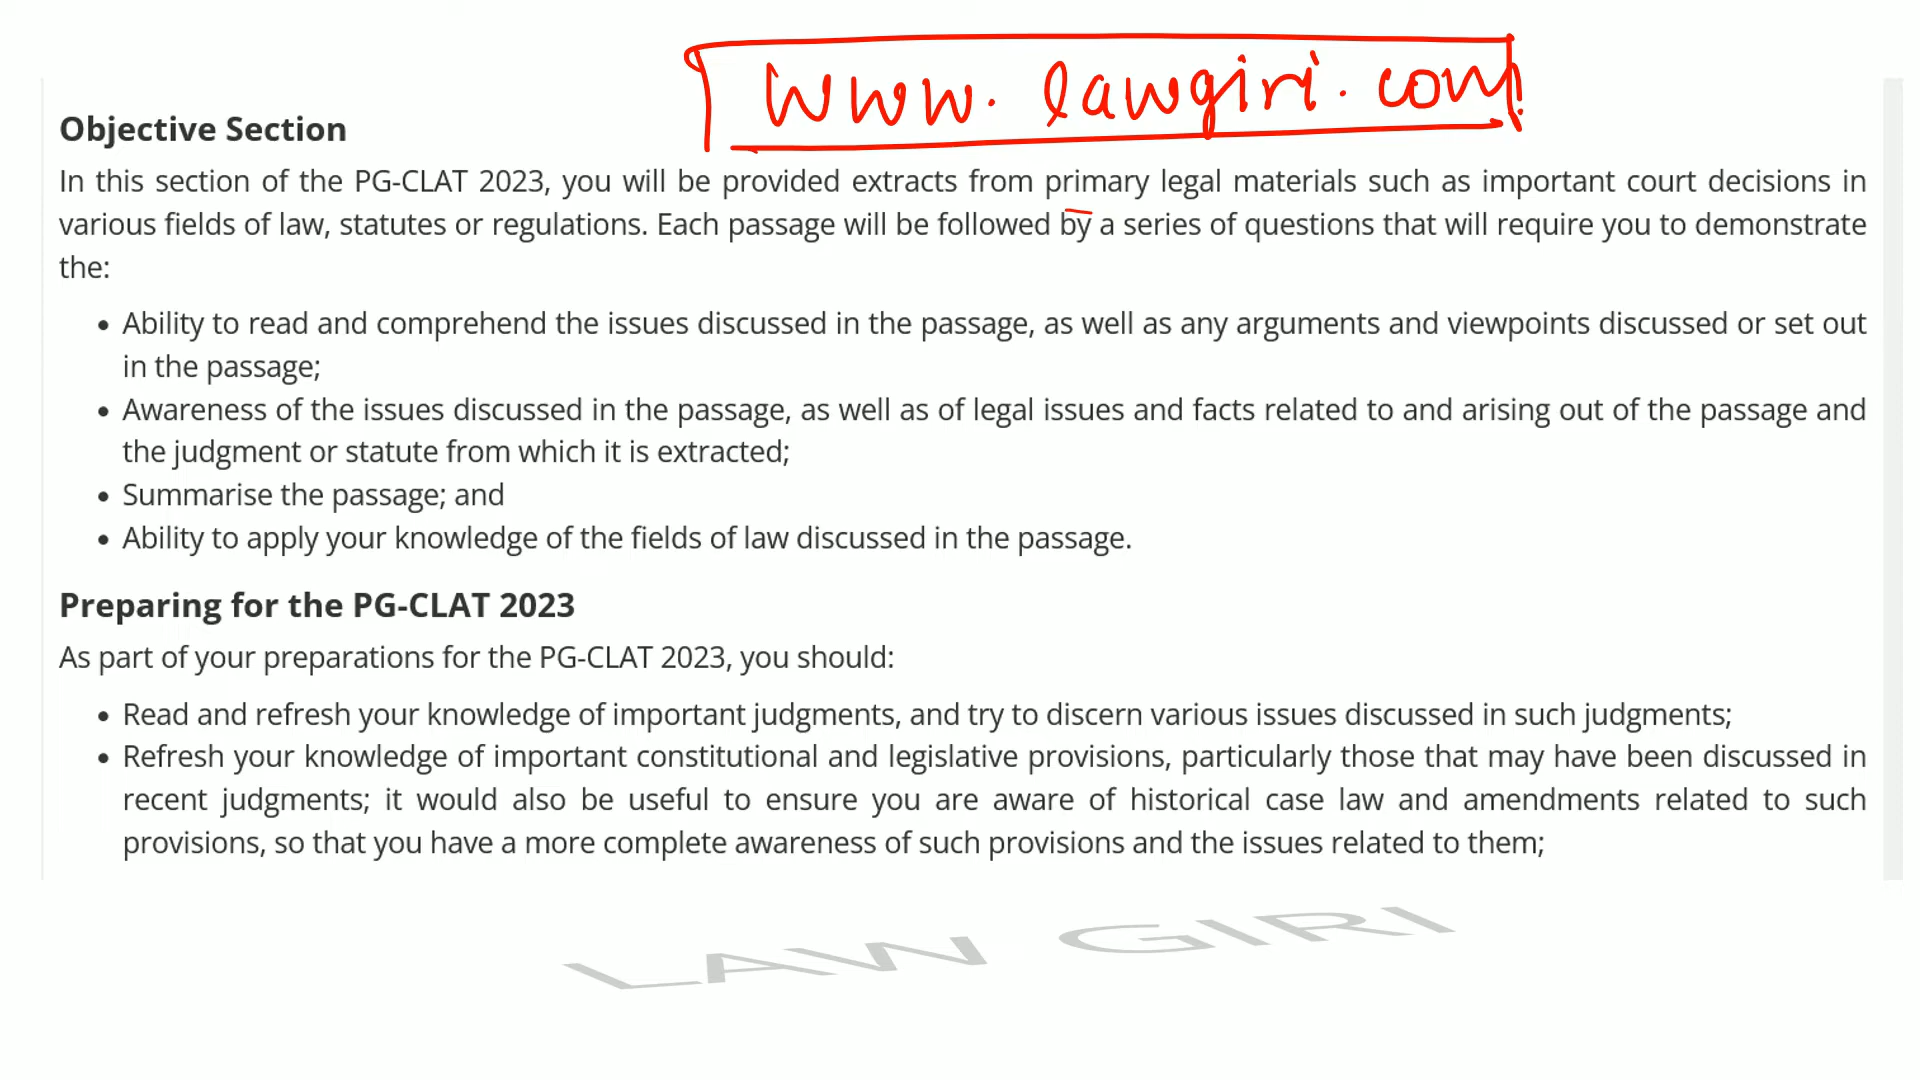 www.lawgiri.com
Objective Section
In this section of the PG-CLAT 2023, you will be provided extracts from primary legal materials such as important court decisions in
various fields of law, statutes or regulations. Each passage will be followed by a series of questions that will require you to demonstrate
the:
• Ability to read and comprehend the issues discussed in the passage, as well as any arguments and viewpoints discussed or set out
in the passage;
• Awareness of the issues discussed in the passage, as well as of legal issues and facts related to and arising out of the passage and
the judgment or statute from which it is extracted;
• Summarise the passage; and
• Ability to apply your knowledge of the fields of law discussed in the passage.
Preparing for the PG-CLAT 2023
As part of your preparations for the PG-CLAT 2023, you should:
• Read and refresh your knowledge of important judgments, and try to discern various issues discussed in such judgments;
• Refresh your knowledge of important constitutional and legislative provisions, particularly those that may have been discussed in
recent judgments; it would also be useful to ensure you are aware of historical case law and amendments related to such
provisions, so that you have a more complete awareness of such provisions and the issues related to them;
LAW GIRI